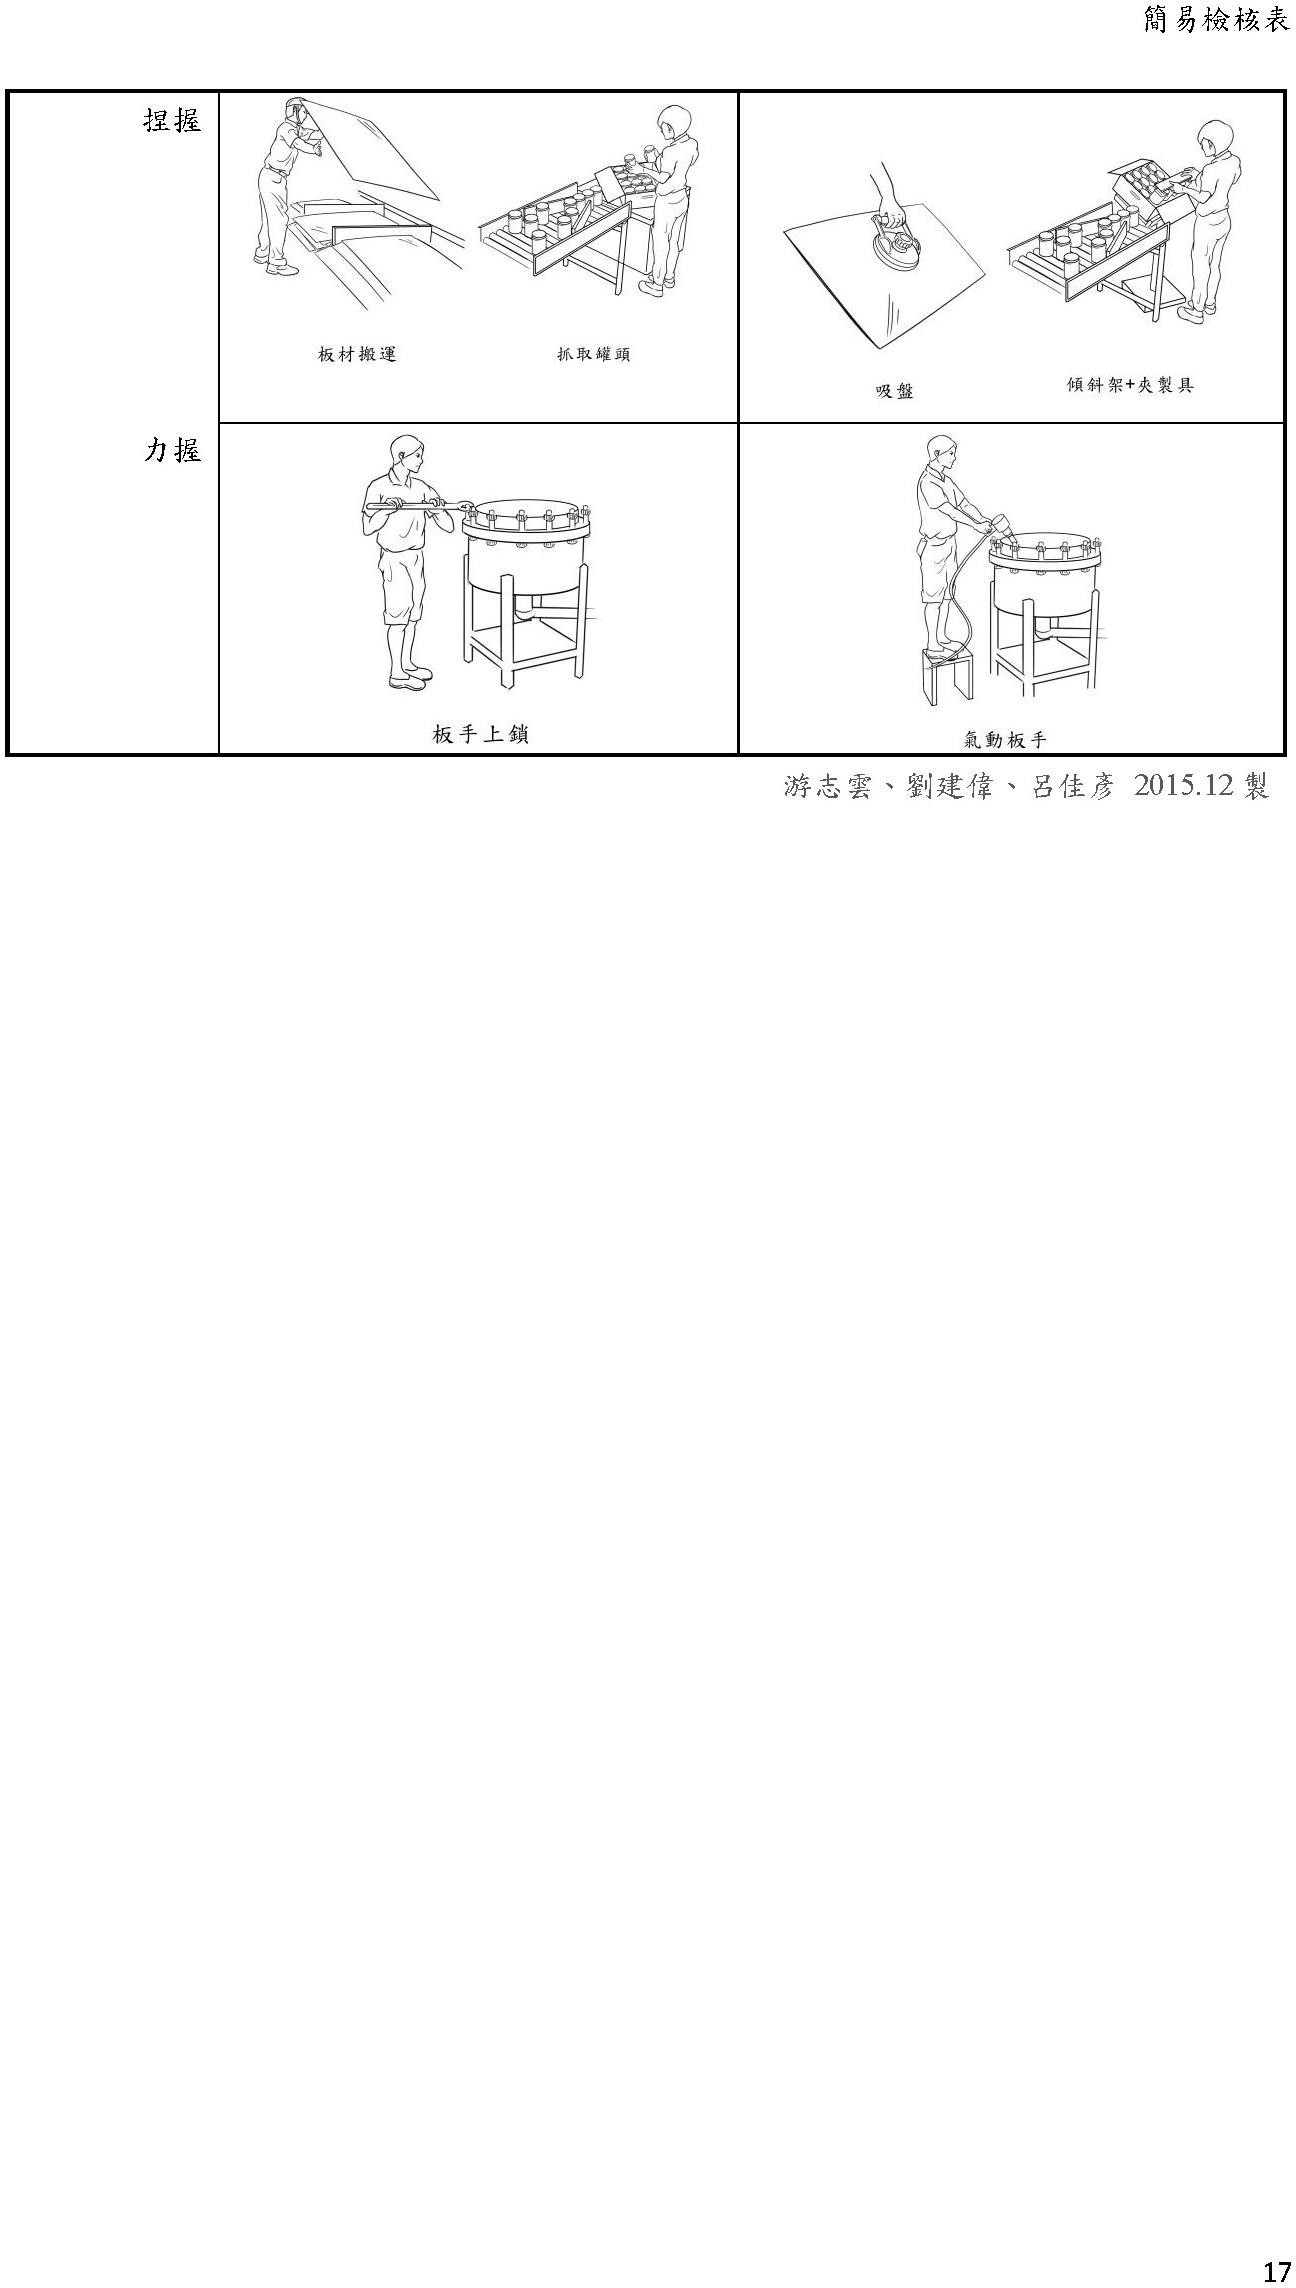 簡易檢核表
捏握
板材搬運
抓取罐頭
吸盤
傾斜架+夾製具
力握
板手上鎖
氣動板手
游志雲、劉建偉、呂佳彥 2015.12 製
17